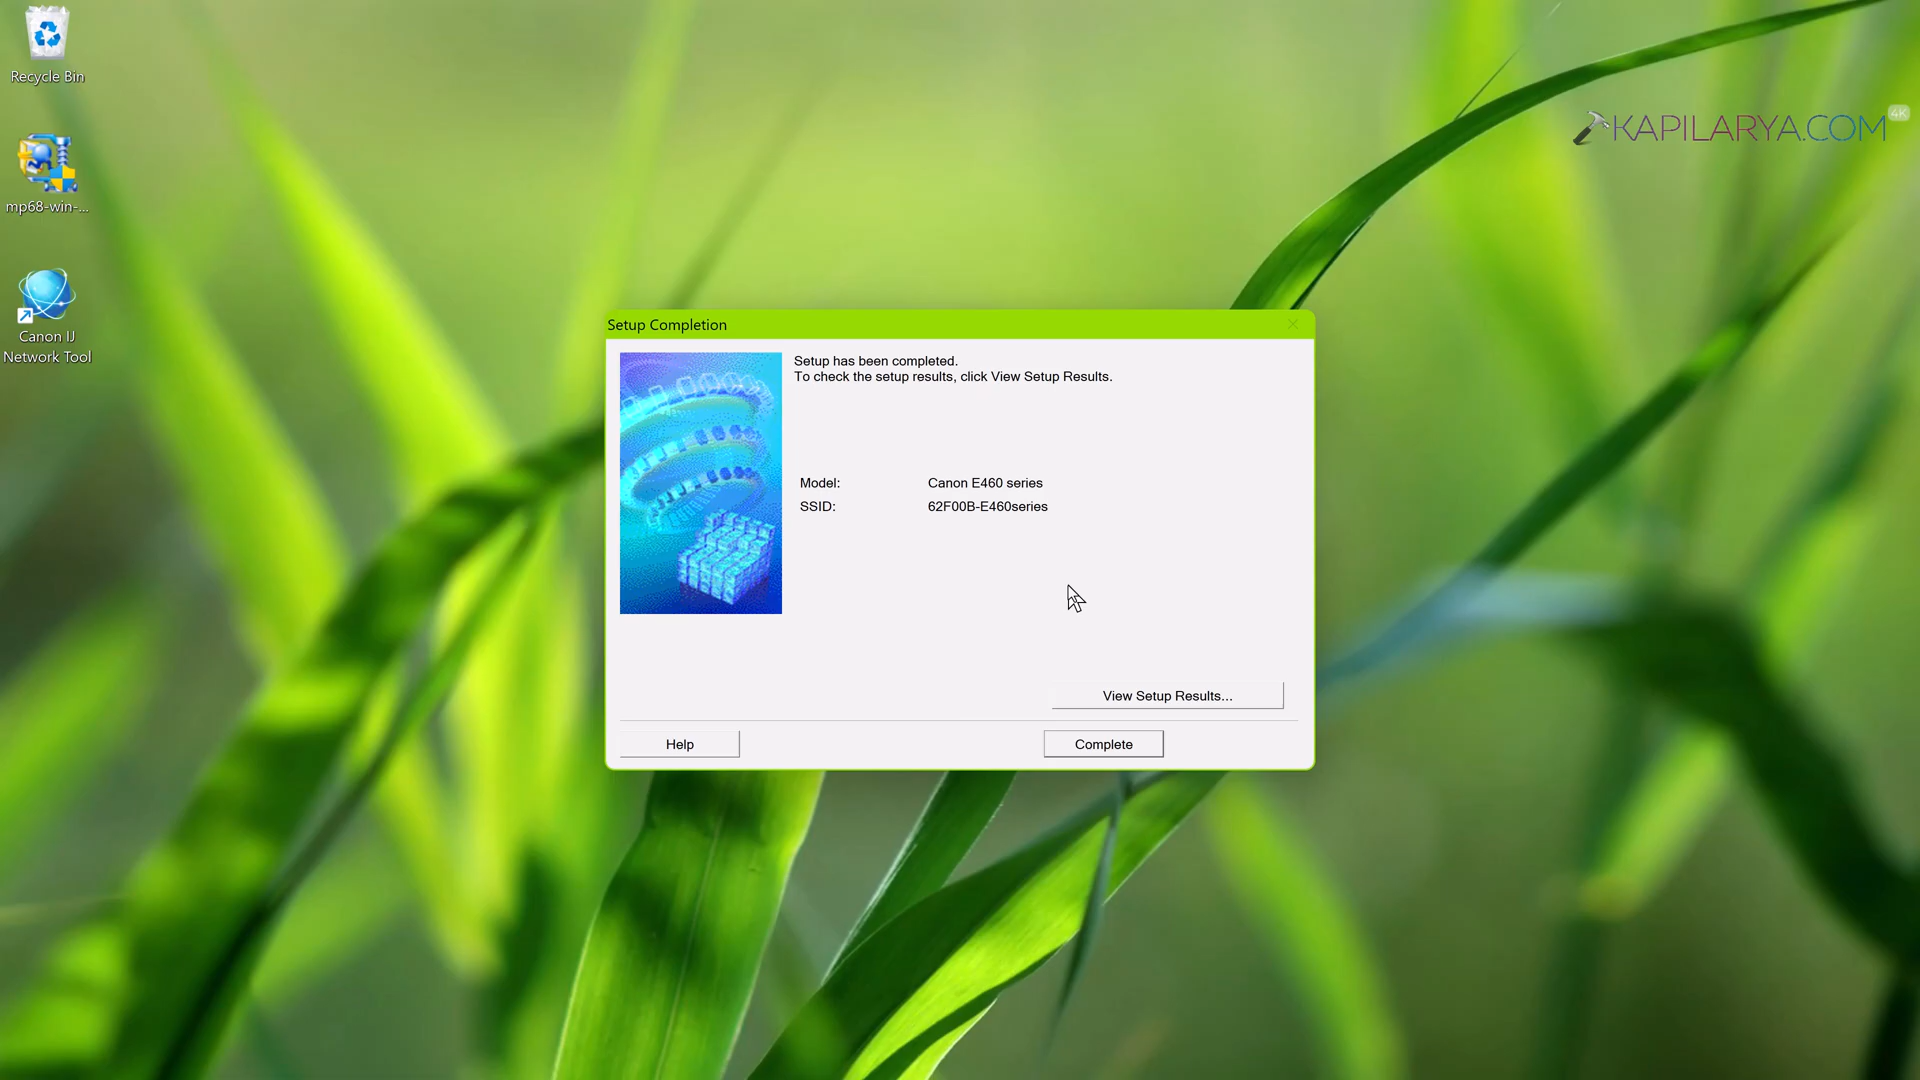 Recycle Bin
mp68-win-...
Canon IJ
Network Tool
KAPILARYA.COM
4K
Setup Completion
Setup has been completed.
To check the setup results, click View Setup Results.
Model: Canon E460 series
SSID: 62F00B-E460series
View Setup Results...
Help
Complete